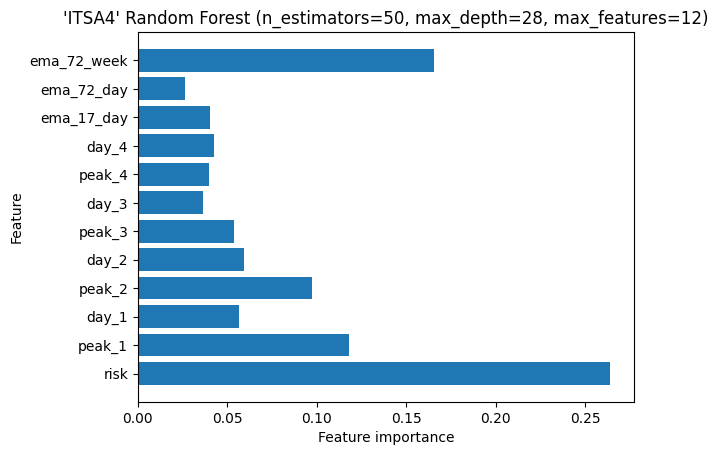 'ITSA4' Random Forest (n_estimators=50, max_depth=28, max_features=12)
ema_72_week
ema_72_day
ema_17_day
day_4
peak_4
day_3
peak_3
day_2
peak_2
day_1
peak_1
risk
Feature
0.00 0.05 0.10 0.15 0.20 0.25
Feature importance